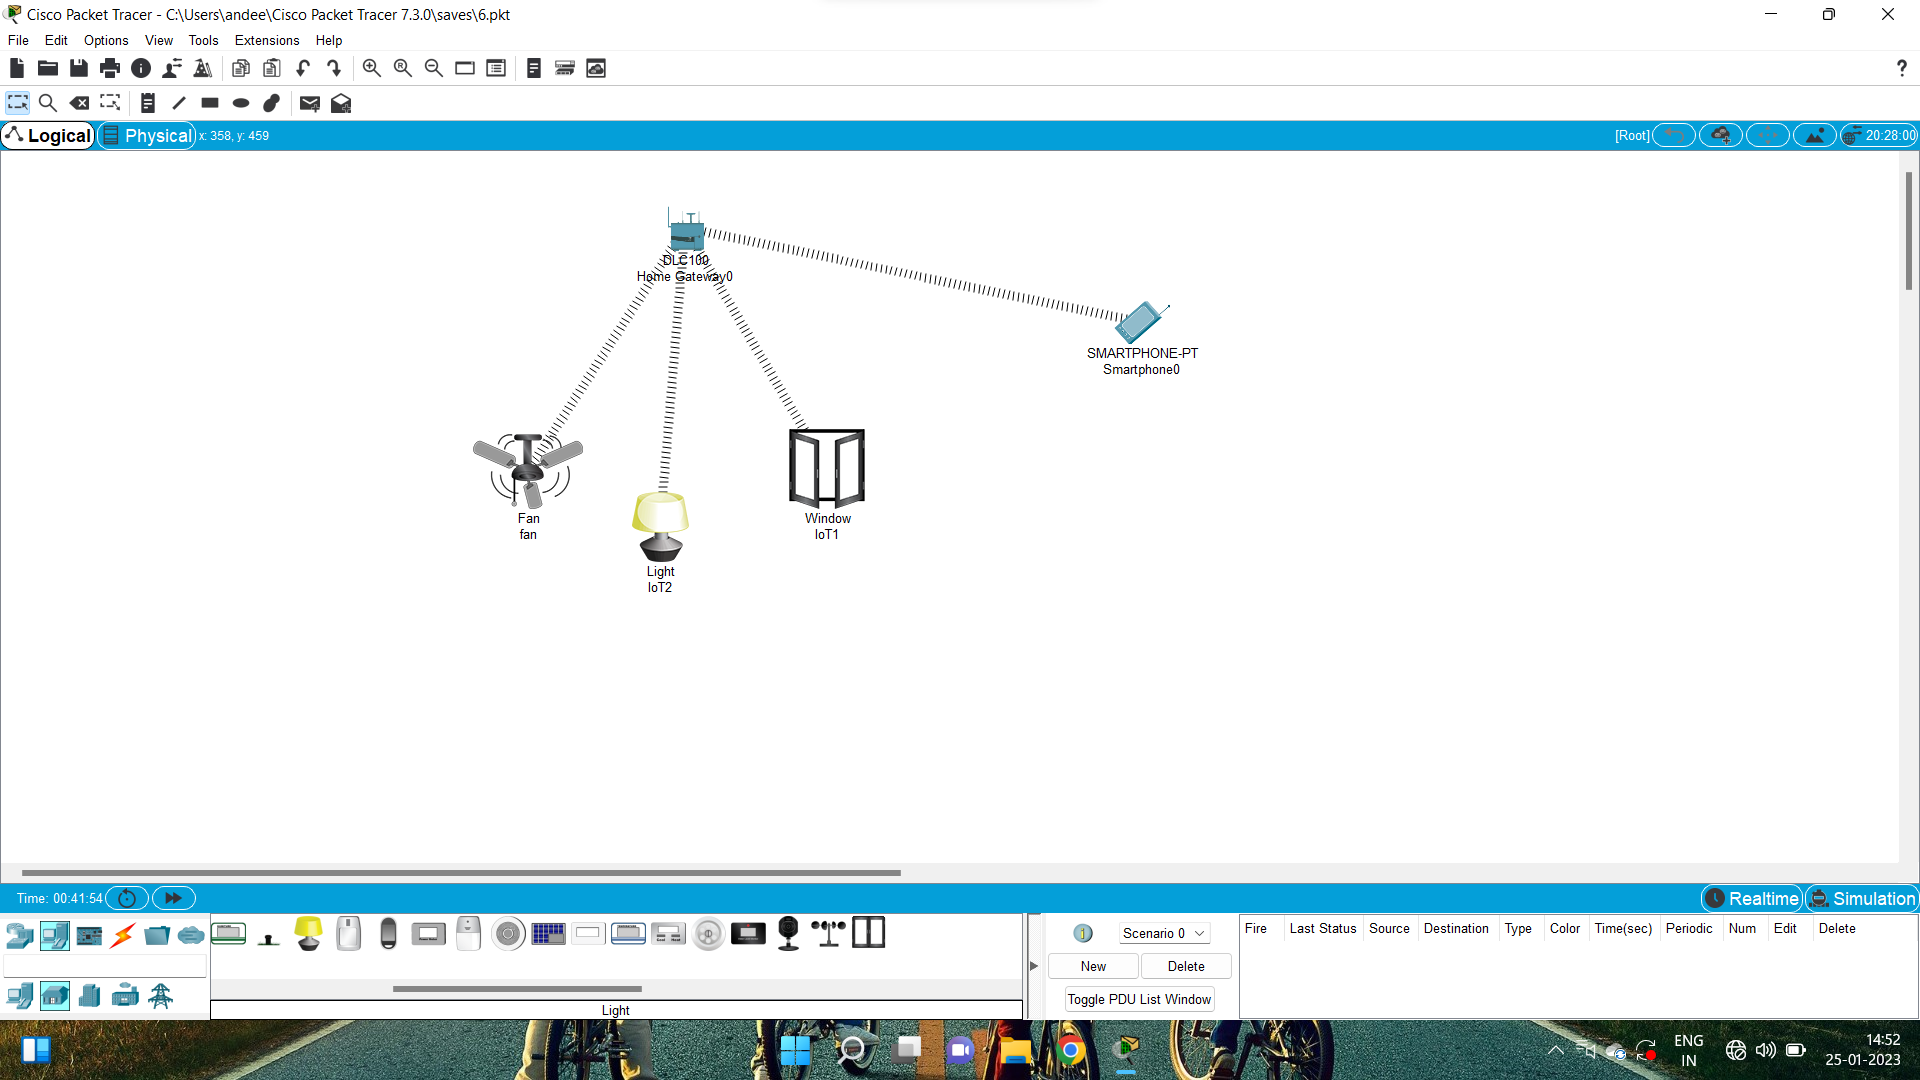 Cisco Packet Tracer - C:\Users\andee\Cisco Packet Tracer 7.3.0\saves\6.pkt
File Edit Options View Tools Extensions Help
?
Logical Physical x: 358, y: 459 [Root] 20:28:00
DLC100
Home Gateway0
SMARTPHONE-PT
Smartphone0
Fan
fan
Window
IoT1
Light
IoT2
Time: 00:41:54 Realtime Simulation
Scenario 0
New Delete
Toggle PDU List Window
Fire Last Status Source Destination Type Color Time(sec) Periodic Num Edit Delete
Light
ENG
IN
14:52
25-01-2023